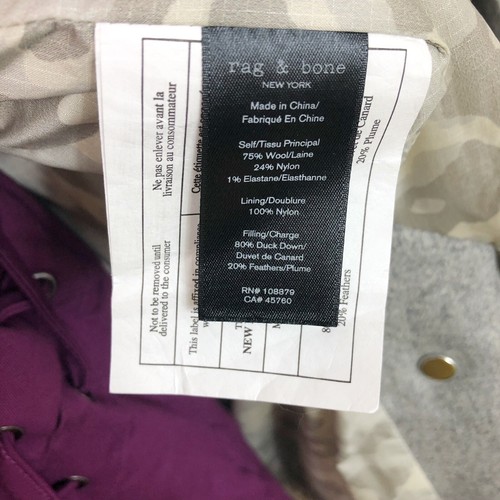 rag & bone
NEW YORK
Made in China/
Fabriqué En Chine
Self/Tissu Principal
75% Wool/Laine
24% Nylon
1% Elastane/Elasthanne
Lining/Doublure
100% Nylon
Filling/Charge
80% Duck Down/
Duvet de Canard
20% Feathers/Plume
RN# 108879
CA# 45760
Ne pas enlever avant la
livraison au consommateur
Not to be removed until
delivered to the consumer
Cette étiquette est
This label is affixed in
NEW
de Canard
20% Plume
20% Feathers